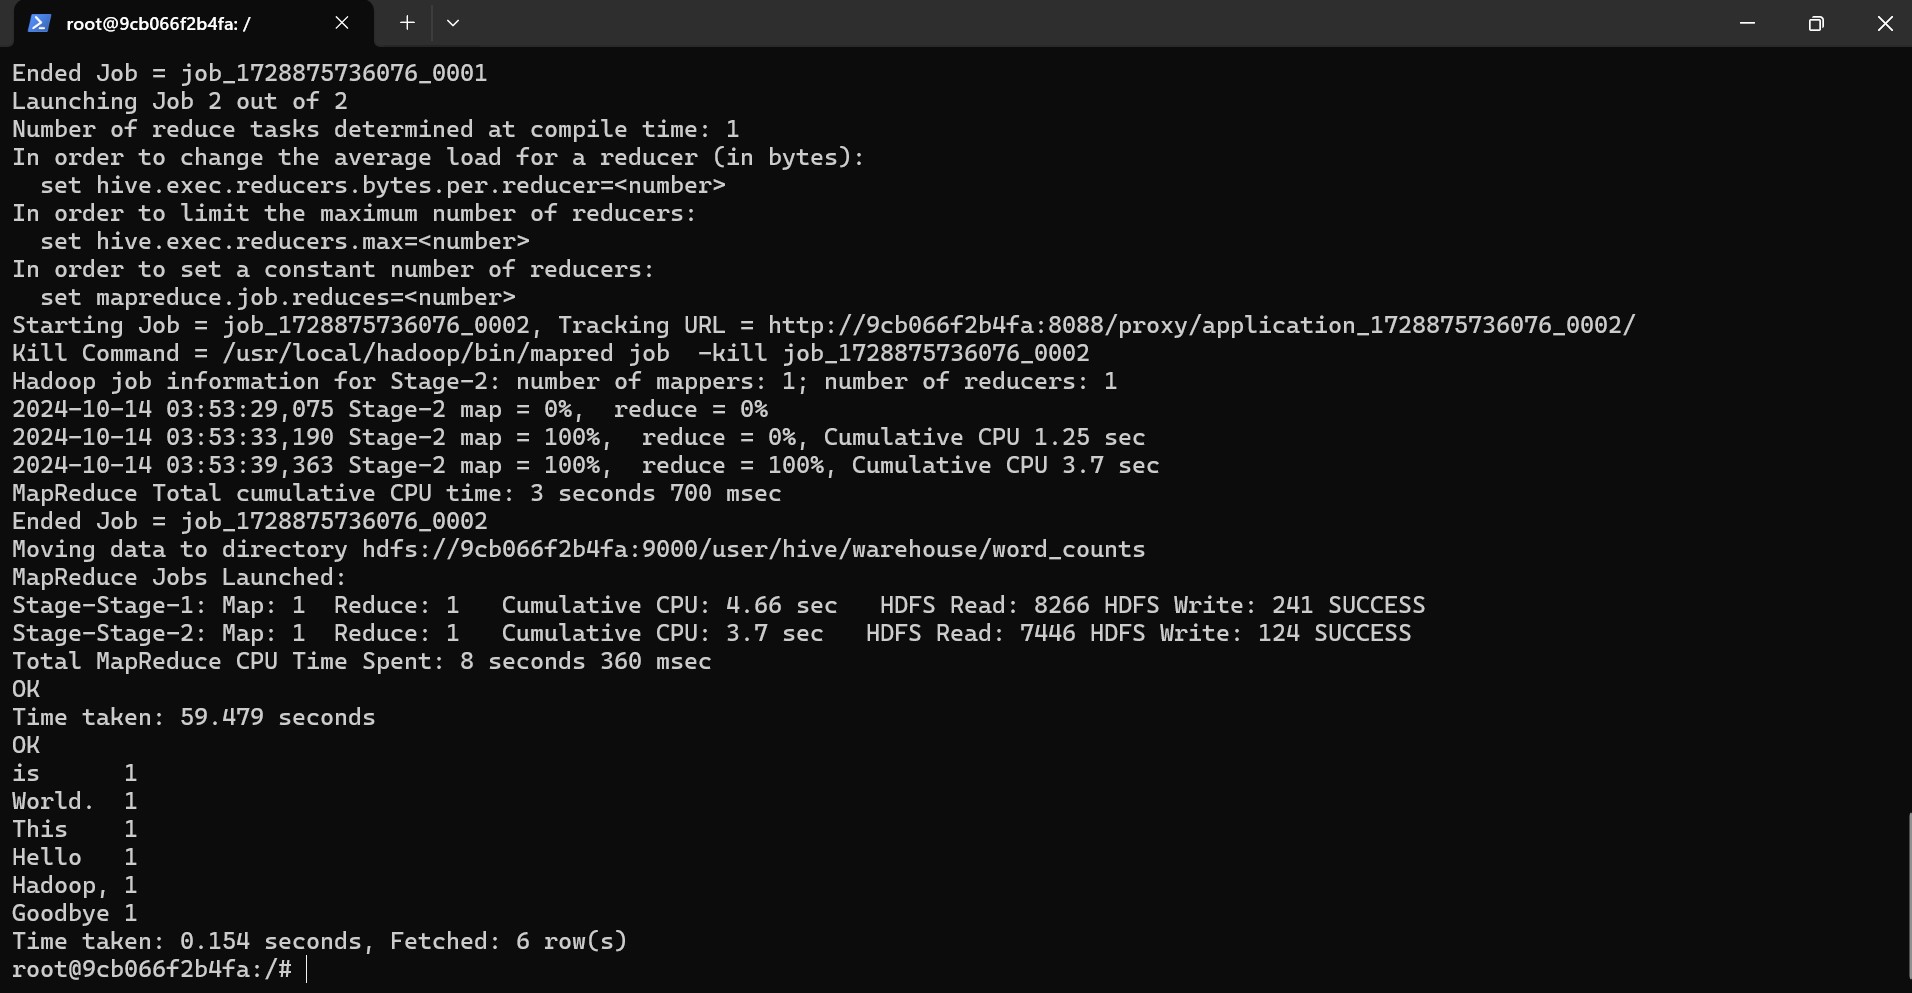 root@9cb066f2b4fa: /
Ended Job = job_1728875736076_0001
Launching Job 2 out of 2
Number of reduce tasks determined at compile time: 1
In order to change the average load for a reducer (in bytes):
  set hive.exec.reducers.bytes.per.reducer=<number>
In order to limit the maximum number of reducers:
  set hive.exec.reducers.max=<number>
In order to set a constant number of reducers:
  set mapreduce.job.reduces=<number>
Starting Job = job_1728875736076_0002, Tracking URL = http://9cb066f2b4fa:8088/proxy/application_1728875736076_0002/
Kill Command = /usr/local/hadoop/bin/mapred job  -kill job_1728875736076_0002
Hadoop job information for Stage-2: number of mappers: 1; number of reducers: 1
2024-10-14 03:53:29,075 Stage-2 map = 0%,  reduce = 0%
2024-10-14 03:53:33,190 Stage-2 map = 100%,  reduce = 0%, Cumulative CPU 1.25 sec
2024-10-14 03:53:39,363 Stage-2 map = 100%,  reduce = 100%, Cumulative CPU 3.7 sec
MapReduce Total cumulative CPU time: 3 seconds 700 msec
Ended Job = job_1728875736076_0002
Moving data to directory hdfs://9cb066f2b4fa:9000/user/hive/warehouse/word_counts
MapReduce Jobs Launched:
Stage-Stage-1: Map: 1  Reduce: 1   Cumulative CPU: 4.66 sec   HDFS Read: 8266 HDFS Write: 241 SUCCESS
Stage-Stage-2: Map: 1  Reduce: 1   Cumulative CPU: 3.7 sec   HDFS Read: 7446 HDFS Write: 124 SUCCESS
Total MapReduce CPU Time Spent: 8 seconds 360 msec
OK
Time taken: 59.479 seconds
OK
is      1
World.  1
This    1
Hello   1
Hadoop, 1
Goodbye 1
Time taken: 0.154 seconds, Fetched: 6 row(s)
root@9cb066f2b4fa:/#